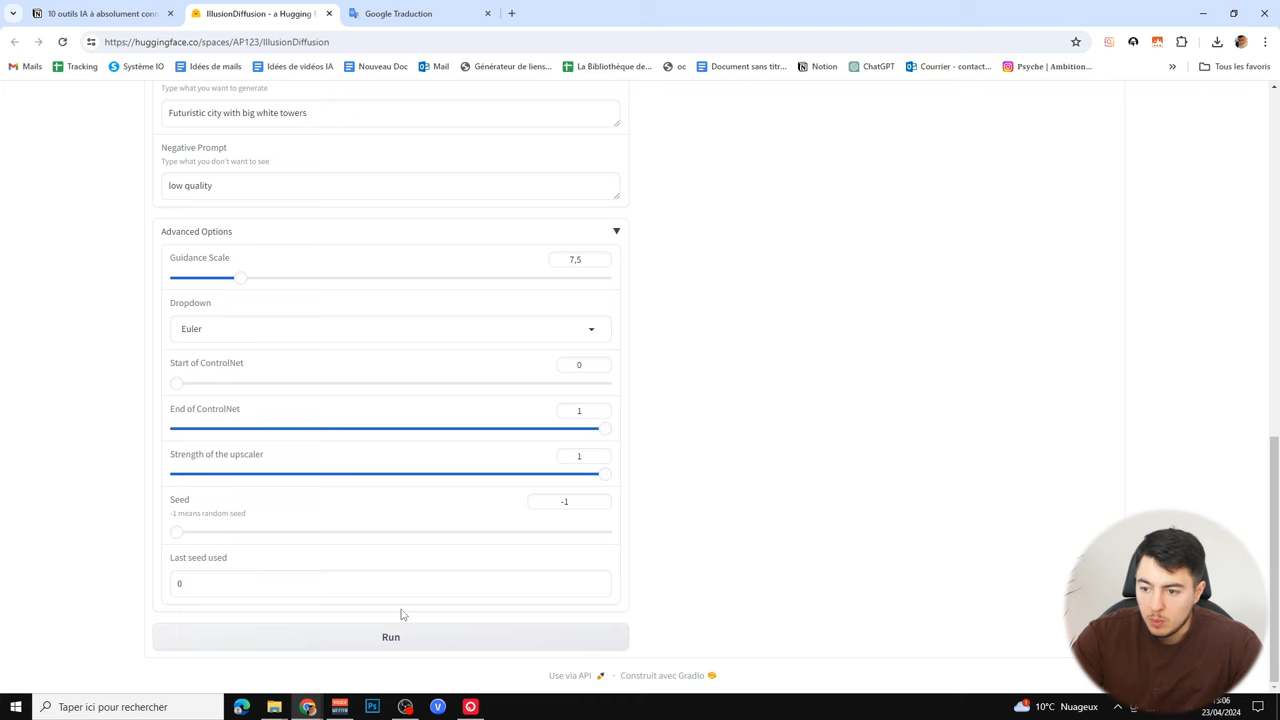 10 outils IA à absolument con
IllusionDiffusion - a Hugging F
Google Traduction
https://huggingface.co/spaces/AP123/IllusionDiffusion
Mails
Tracking
Système IO
Idées de mails
Idées de vidéos IA
Nouveau Doc
Mail
Générateur de liens...
La Bibliothèque de...
oc
Document sans titr...
Notion
ChatGPT
Courrier - contact...
Psyche | Ambition...
Tous les favoris
Type what you want to generate
Futuristic city with big white towers
Negative Prompt
Type what you don't want to see
low quality
Advanced Options
Guidance Scale
7,5
Dropdown
Euler
Start of ControlNet
0
End of ControlNet
1
Strength of the upscaler
1
Seed
-1
-1 means random seed
Last seed used
0
Run
Use via API
·
Construit avec Gradio
Taper ici pour rechercher
10°C Nuageux
15:06
23/04/2024